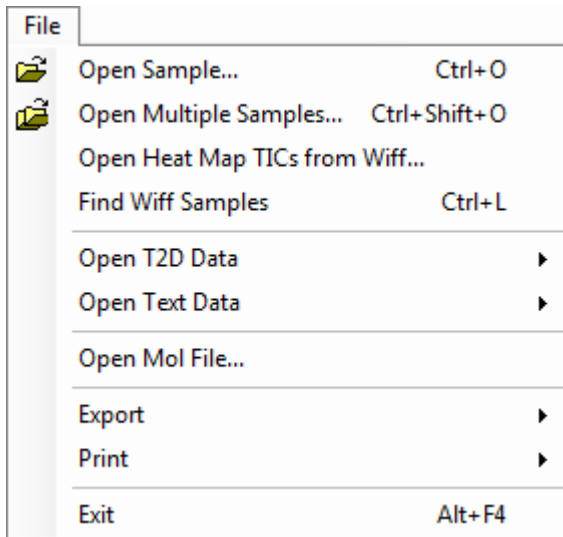 File
Open Sample... Ctrl+O
Open Multiple Samples... Ctrl+Shift+O
Open Heat Map TICs from Wiff...
Find Wiff Samples Ctrl+L
Open T2D Data
Open Text Data
Open Mol File...
Export
Print
Exit Alt+F4